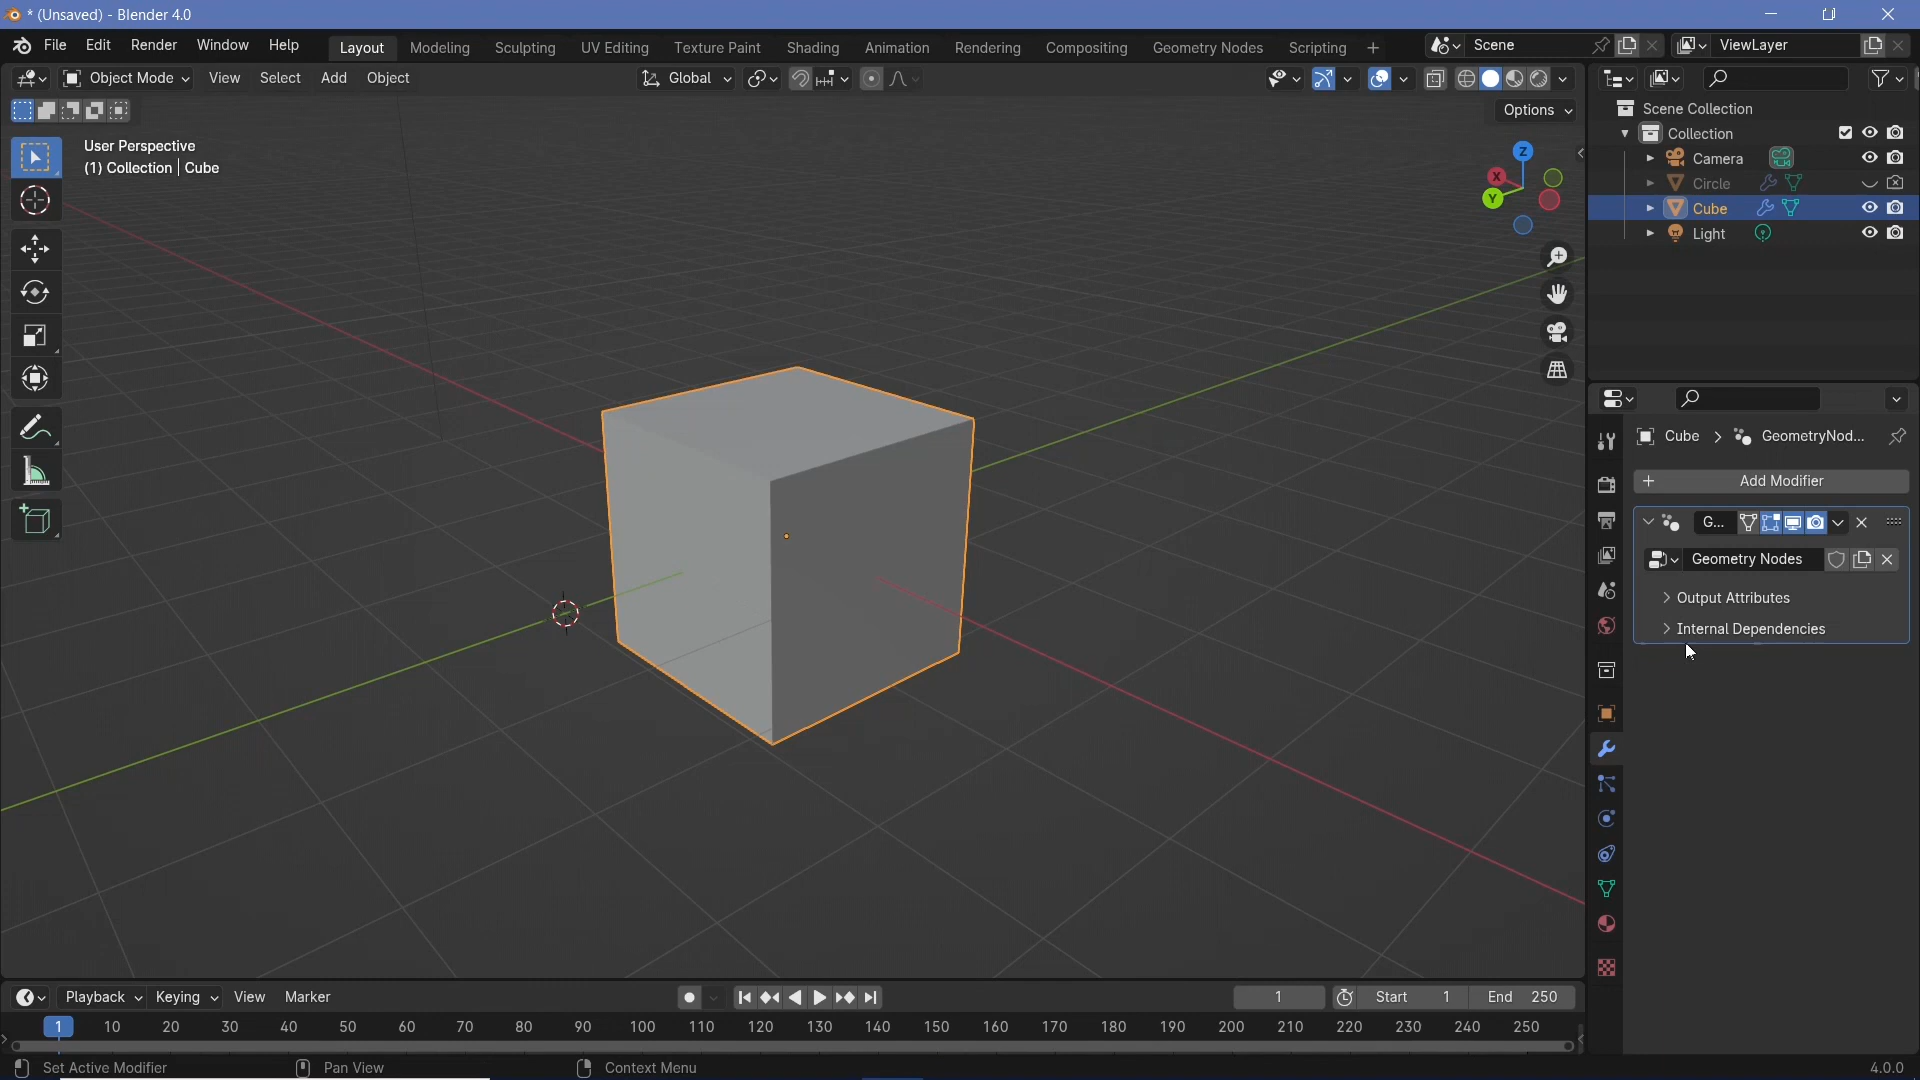 * (Unsaved) - Blender 4.0
File Edit Render Window Help Layout Modeling Sculpting UV Editing Texture Paint Shading Animation Rendering Compositing Geometry Nodes Scripting + Scene ViewLayer
Object Mode View Select Add Object Global
Options
User Perspective
(1) Collection | Cube
Z
X
Y
Scene Collection
Collection
Camera
Circle
Cube
Light
Cube > GeometryNod...
+ Add Modifier
G...
Geometry Nodes
Output Attributes
Internal Dependencies
Playback Keying View Marker 1 Start 1 End 250
1 10 20 30 40 50 60 70 80 90 100 110 120 130 140 150 160 170 180 190 200 210 220 230 240 250
Set Active Modifier Pan View Context Menu 4.0.0